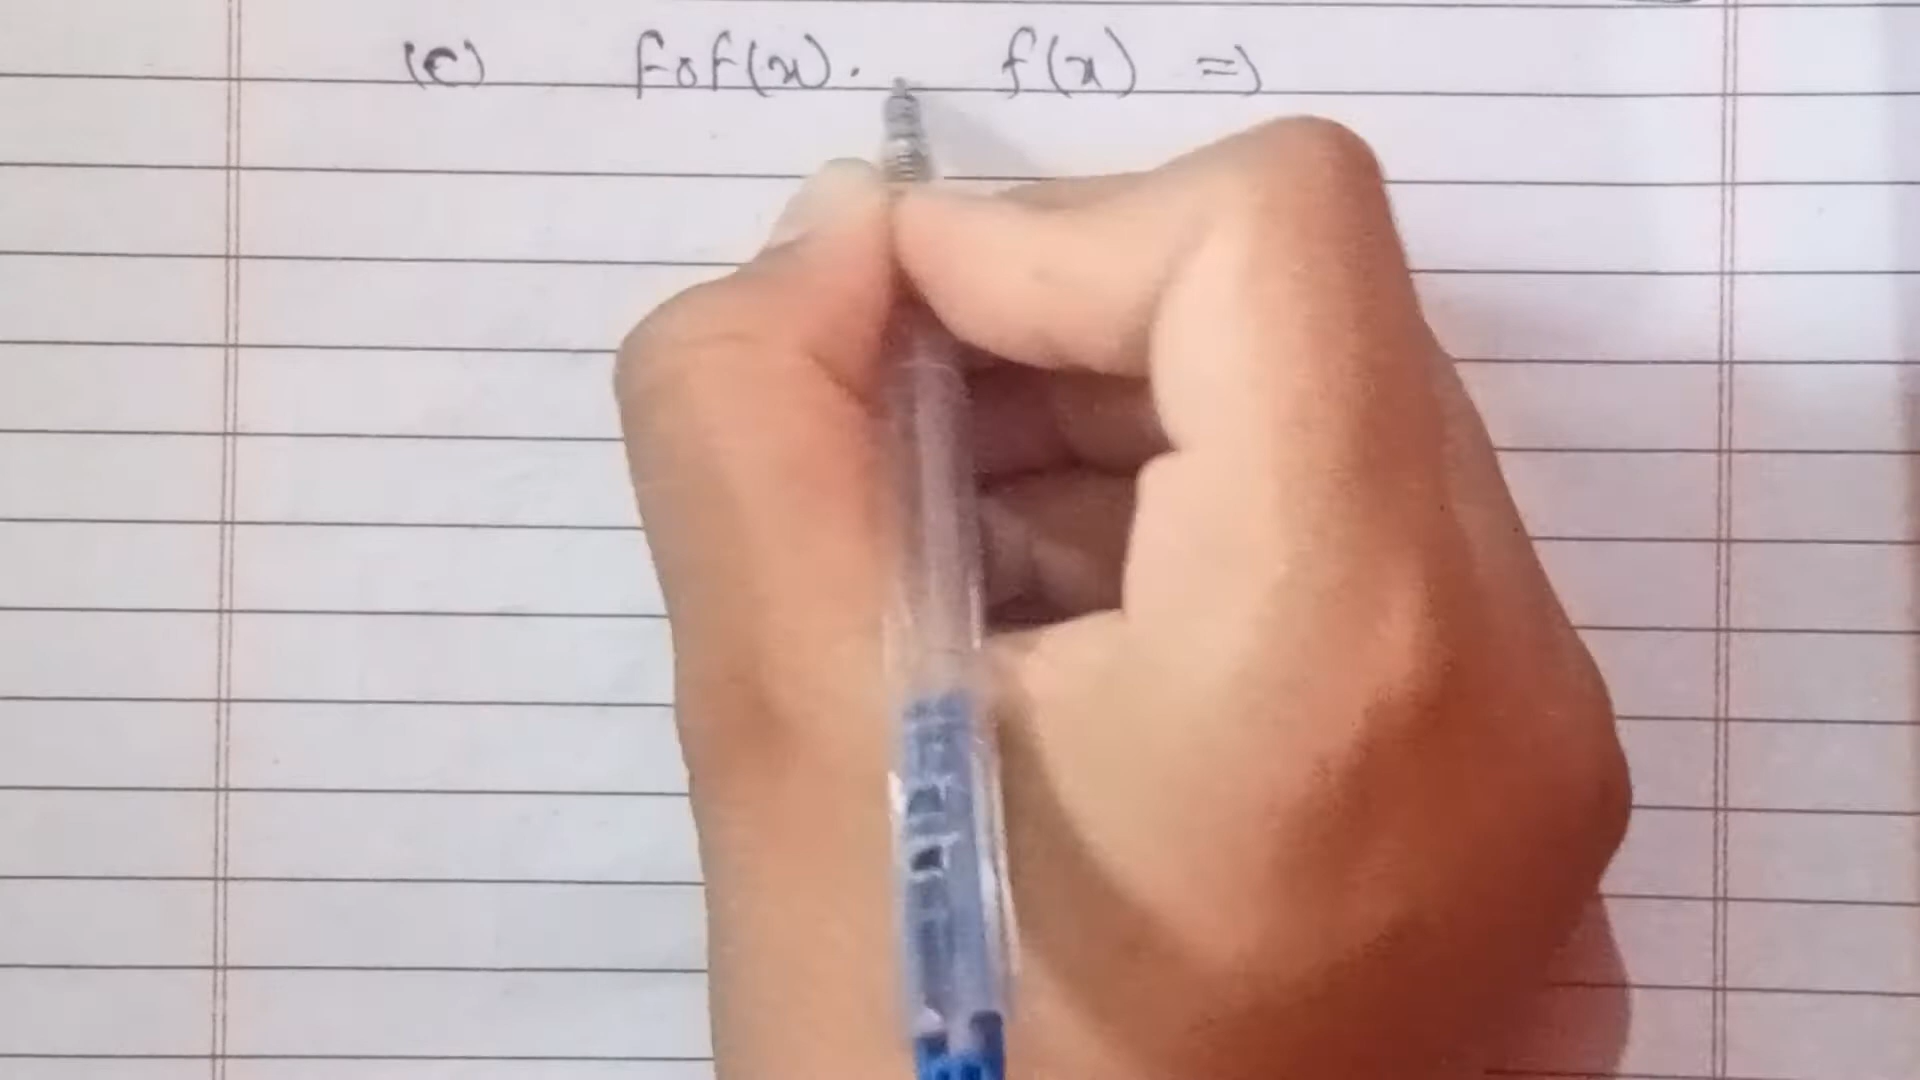 (c) fof(x). f(x) =>